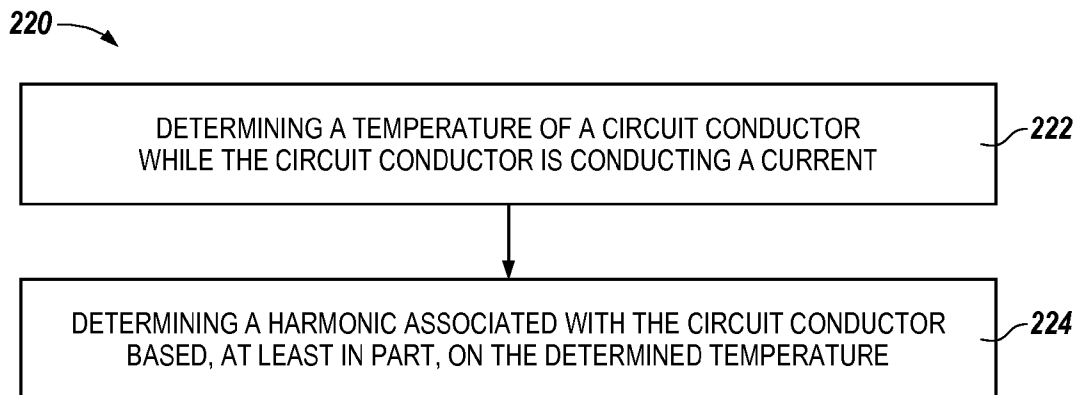 220
DETERMINING A TEMPERATURE OF A CIRCUIT CONDUCTOR
WHILE THE CIRCUIT CONDUCTOR IS CONDUCTING A CURRENT
222
DETERMINING A HARMONIC ASSOCIATED WITH THE CIRCUIT CONDUCTOR
BASED, AT LEAST IN PART, ON THE DETERMINED TEMPERATURE
224